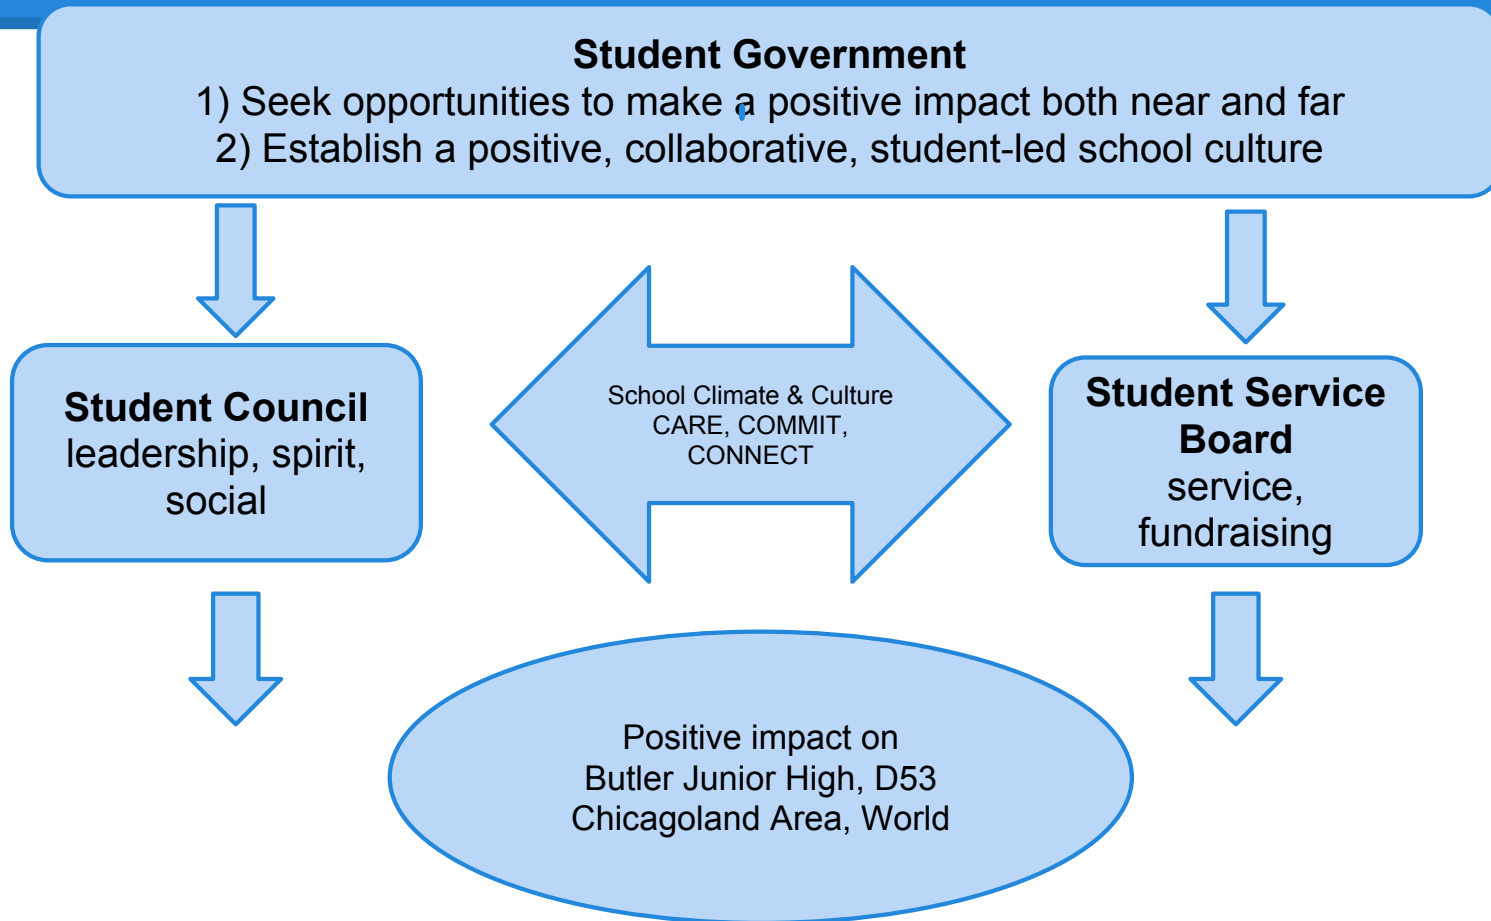 Student Government
1) Seek opportunities to make a positive impact both near and far
2) Establish a positive, collaborative, student-led school culture
Student Council
leadership, spirit,
social
School Climate & Culture
CARE, COMMIT,
CONNECT
Student Service
Board
service,
fundraising
Positive impact on
Butler Junior High, D53
Chicagoland Area, World